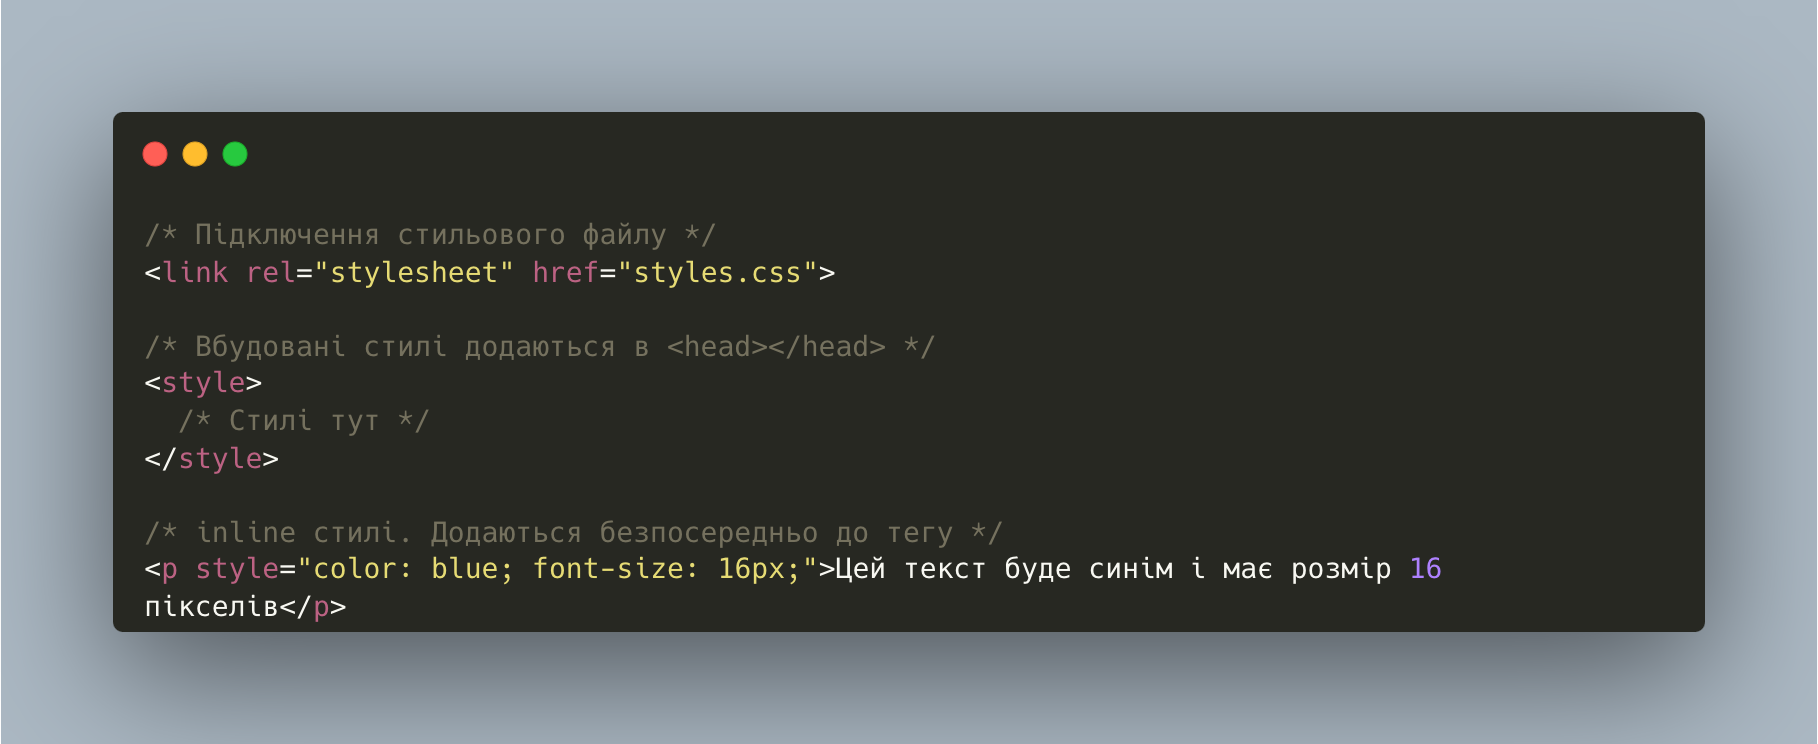 /* Підключення стильового файлу */
<link rel="stylesheet" href="styles.css">
/* Вбудовані стилі додаються в <head></head> */
<style>
  /* Стилі тут */
</style>
/* inline стилі. Додаються безпосередньо до тегу */
<p style="color: blue; font-size: 16px;">Цей текст буде синім і має розмір 16
пікселів</p>